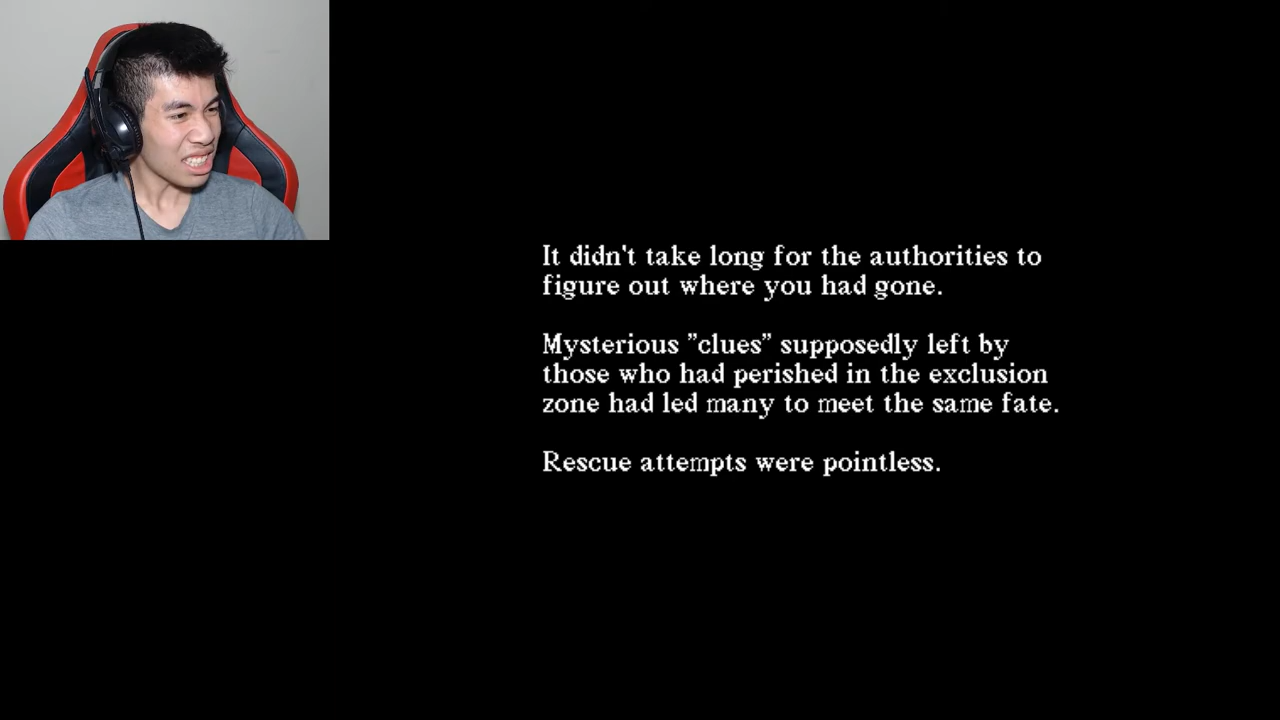 It didn't take long for the authorities to
figure out where you had gone.
Mysterious "clues" supposedly left by
those who had perished in the exclusion
zone had led many to meet the same fate.
Rescue attempts were pointless.